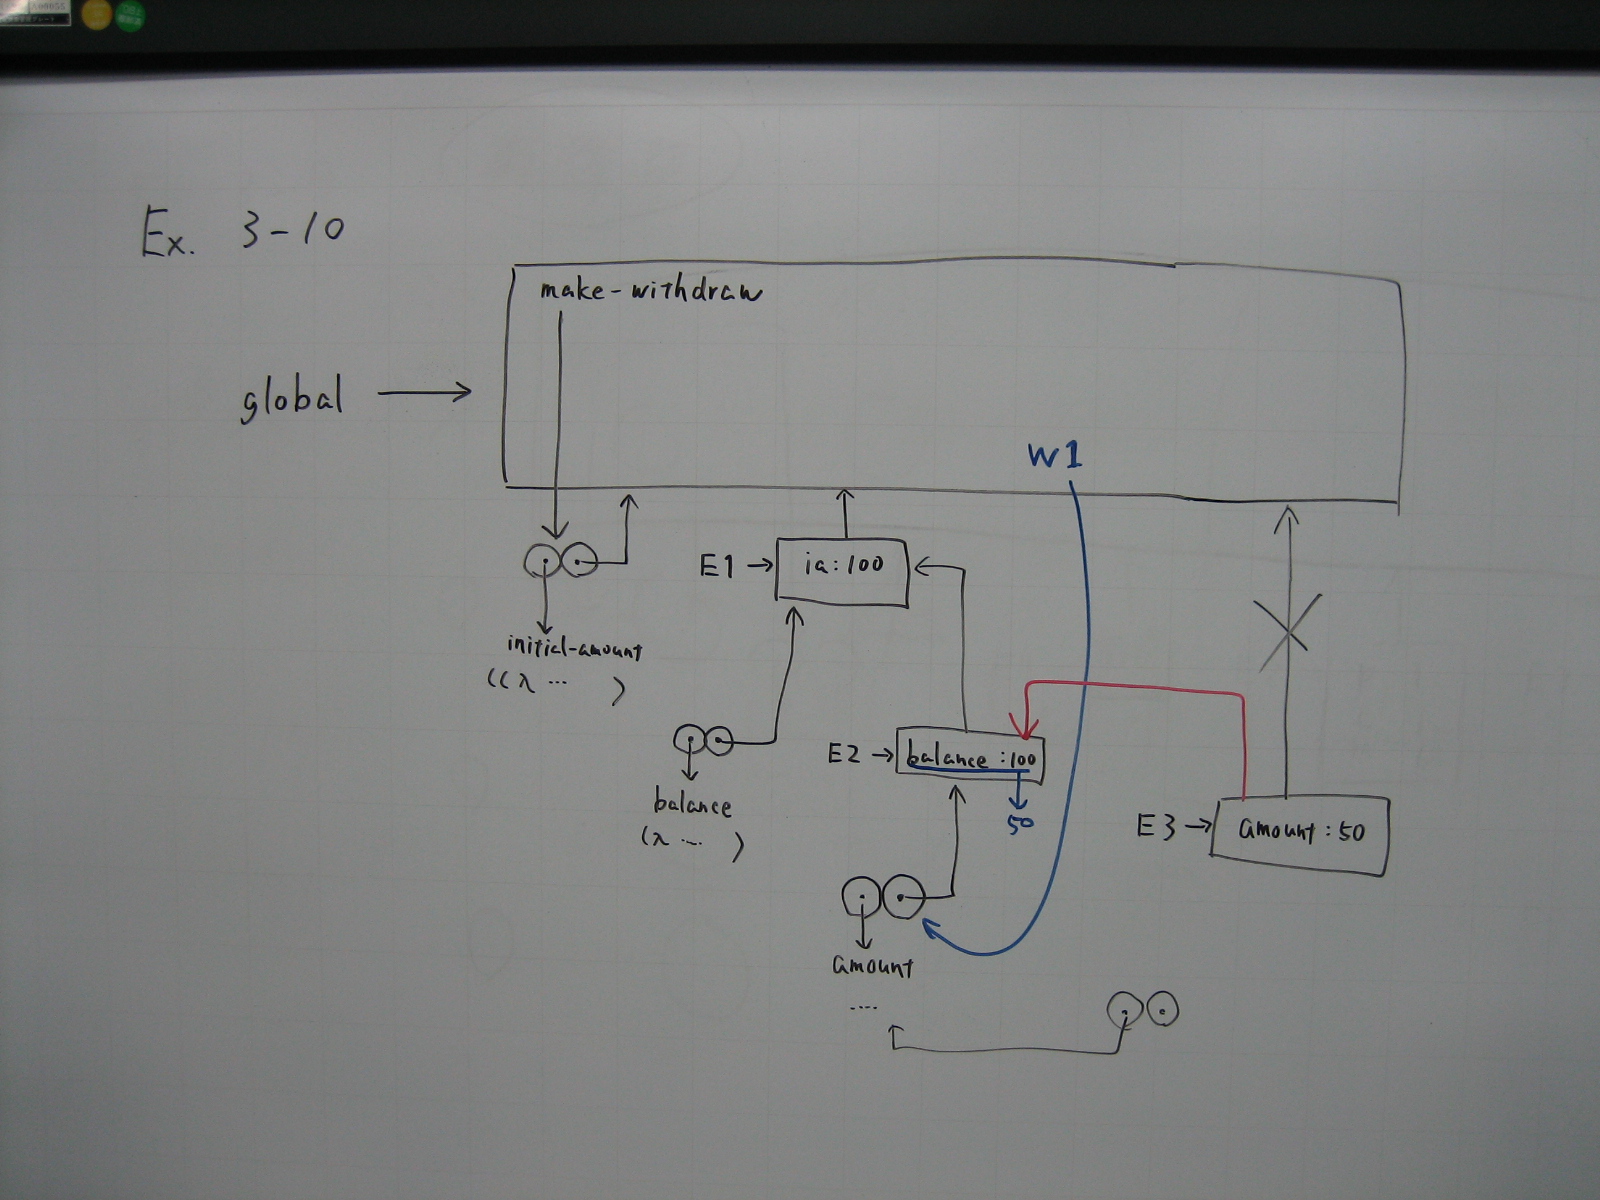 Ex. 3-10
make-withdraw
global
W1
E1
ia:100
initial-amount
((λ ... )
E2
balance:100
50
balance
(λ ... )
E3
amount:50
amount
....